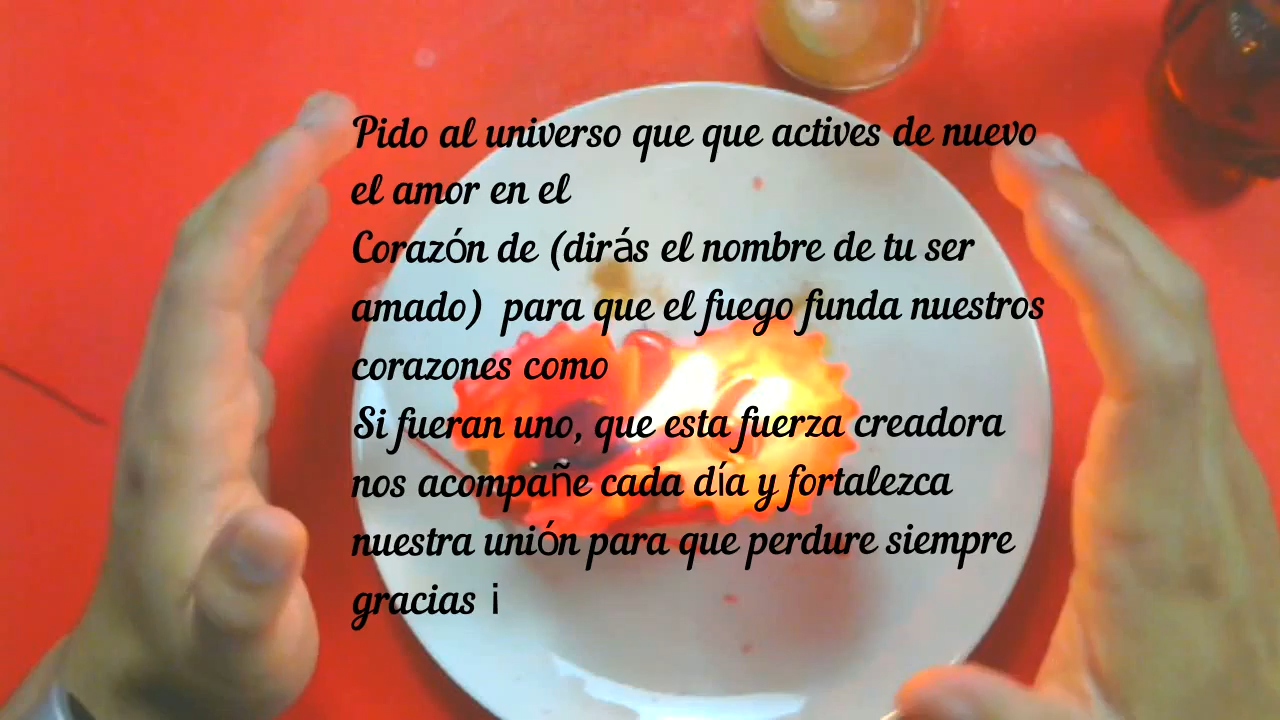 Pido al universo que que actives de nuevo
el amor en el
Corazón de (dirás el nombre de tu ser
amado) para que el fuego funda nuestros
corazones como
Si fueran uno, que esta fuerza creadora
nos acompañe cada día y fortalezca
nuestra unión para que perdure siempre
gracias ¡